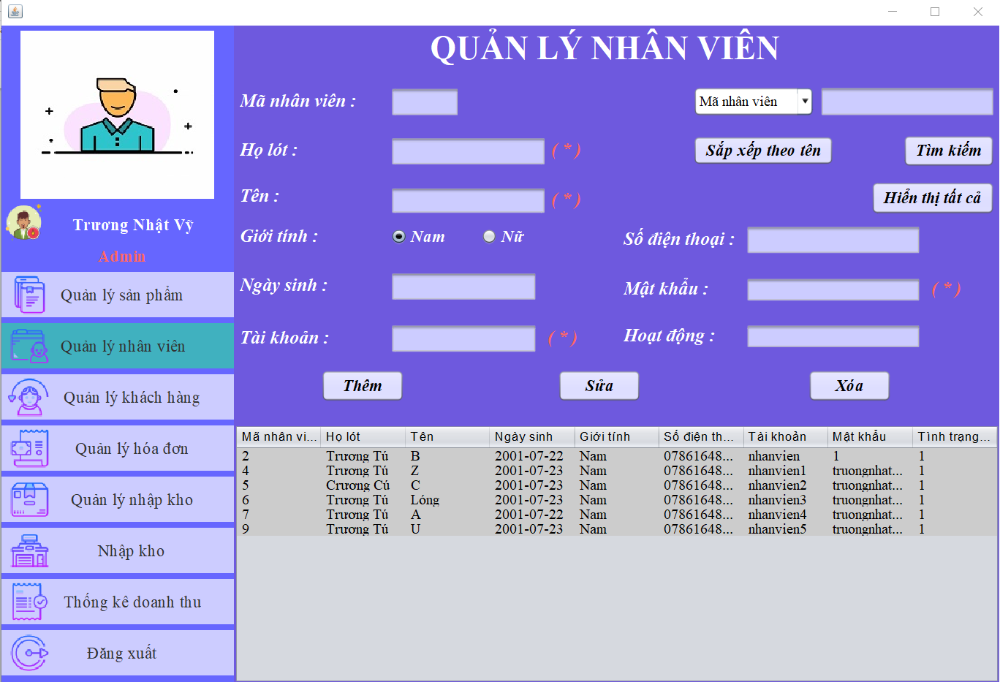 QUẢN LÝ NHÂN VIÊN
Trương Nhật Vỹ
Admin
Quản lý sản phẩm
Quản lý nhân viên
Quản lý khách hàng
Quản lý hóa đơn
Quản lý nhập kho
Nhập kho
Thống kê doanh thu
Đăng xuất
Mã nhân viên :
Mã nhân viên
Họ lót : ( * )
Sắp xếp theo tên Tìm kiếm
Tên : ( * )
Hiển thị tất cả
Giới tính : Nam Nữ
Số điện thoại :
Ngày sinh :
Mật khẩu : ( * )
Tài khoản : ( * )
Hoạt động :
Thêm Sửa Xóa
Mã nhân vi... Họ lót Tên Ngày sinh Giới tính Số điện th... Tài khoản Mật khẩu Tình trạng...
2 Trương Tú B 2001-07-22 Nam 07861648... nhanvien 1 1
4 Trương Tú Z 2001-07-23 Nam 07861648... nhanvien1 truongnhat... 1
5 Crương Cú C 2001-07-23 Nam 07861648... nhanvien2 truongnhat... 1
6 Trương Tú Lóng 2001-07-23 Nam 07861648... nhanvien3 truongnhat... 1
7 Trương Tú A 2001-07-22 Nam 07861648... nhanvien4 truongnhat... 1
9 Trương Tú U 2001-07-23 Nam 07861648... nhanvien5 truongnhat... 1